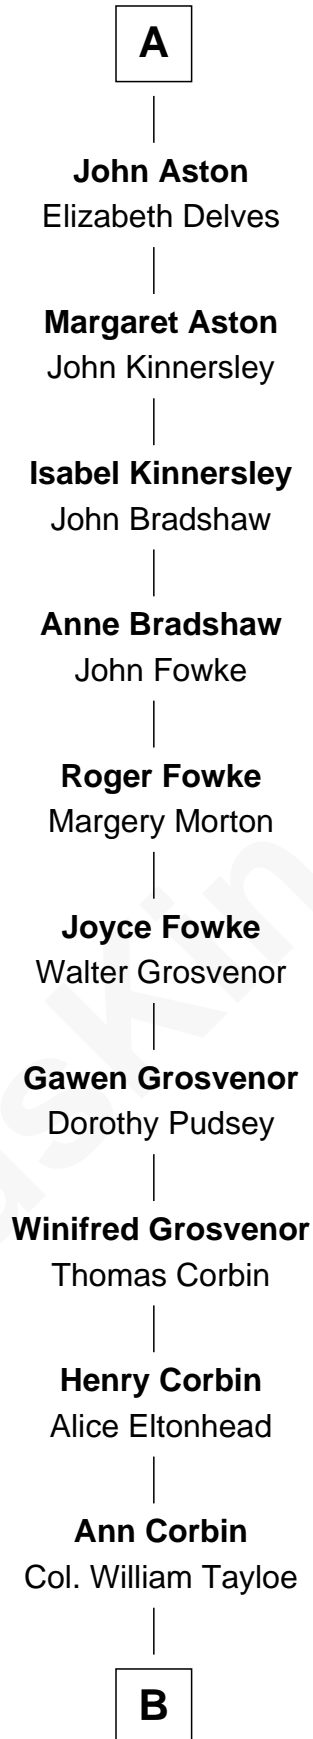 A
John Aston
Elizabeth Delves
Margaret Aston
John Kinnersley
Isabel Kinnersley
John Bradshaw
Anne Bradshaw
John Fowke
Roger Fowke
Margery Morton
Joyce Fowke
Walter Grosvenor
Gawen Grosvenor
Dorothy Pudsey
Winifred Grosvenor
Thomas Corbin
Henry Corbin
Alice Eltonhead
Ann Corbin
Col. William Tayloe
B